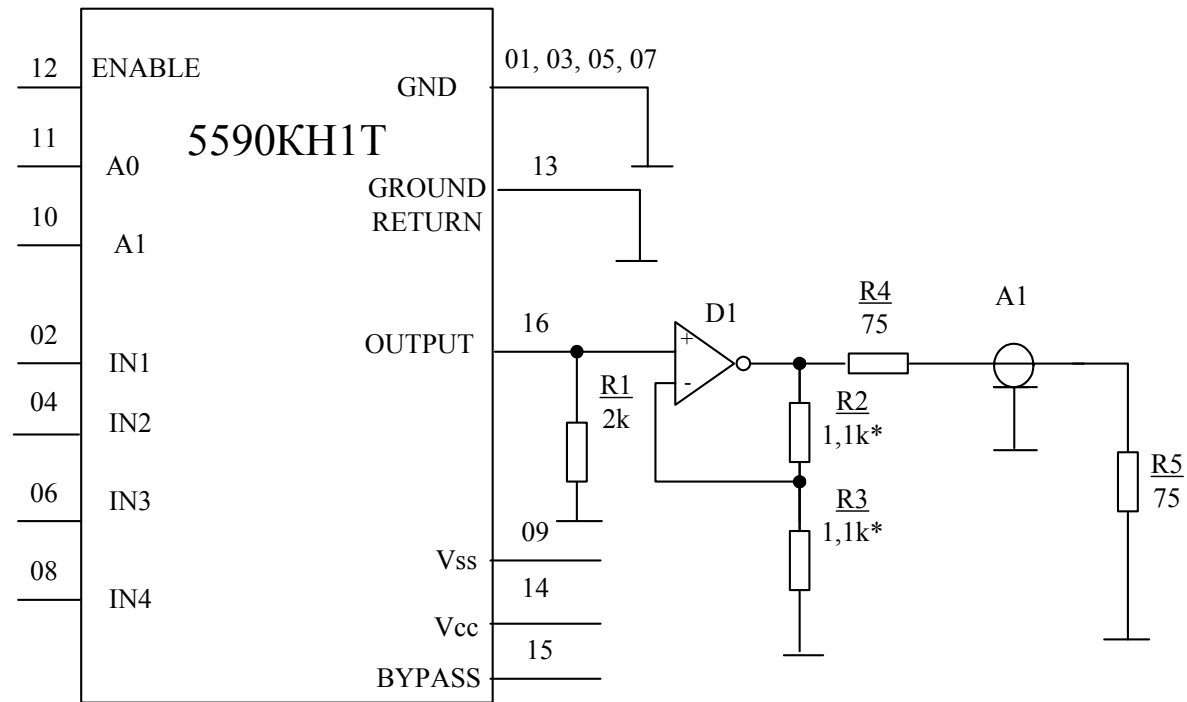 12
ENABLE
11
A0
10
A1
02
IN1
04
IN2
06
IN3
08
IN4
5590КН1Т
01, 03, 05, 07
GND
13
GROUND
RETURN
16
OUTPUT
09
Vss
14
Vcc
15
BYPASS
R1
2k
D1
+
-
R2
1,1k*
R3
1,1k*
R4
75
A1
R5
75